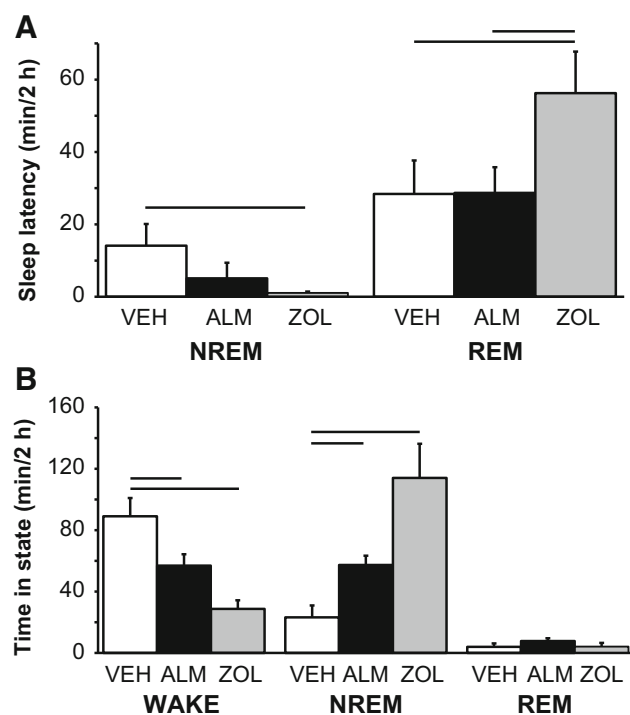 A
Sleep latency (min/2 h)
60
40
20
0
VEH ALM ZOL VEH ALM ZOL
NREM REM
B
Time in state (min/2 h)
160
120
80
40
0
VEH ALM ZOL VEH ALM ZOL VEH ALM ZOL
WAKE NREM REM